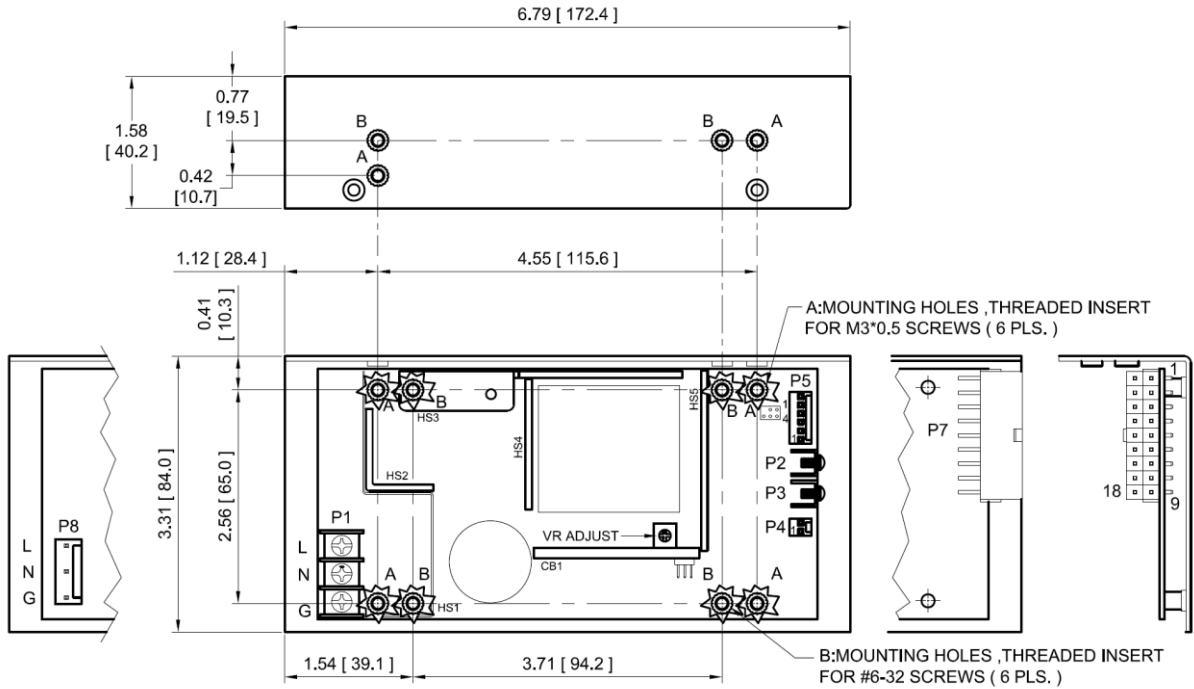 6.79 [ 172.4 ]
0.77
[ 19.5 ]
1.58
[ 40.2 ]
0.42
[10.7]
B
A
B
A
1.12 [ 28.4 ]
4.55 [ 115.6 ]
0.41
[ 10.3 ]
A:MOUNTING HOLES ,THREADED INSERT
FOR M3*0.5 SCREWS ( 6 PLS. )
3.31 [ 84.0 ]
2.56 [ 65.0 ]
A
B
HS3
HS4
HS5
B A
P5
1
4
1
P7
1
18
9
P2
P3
HS2
P1
P4
1
VR ADJUST
CB1
P8
L
N
G
L
N
G
A
B
HS1
B
A
1.54 [ 39.1 ]
3.71 [ 94.2 ]
B:MOUNTING HOLES ,THREADED INSERT
FOR #6-32 SCREWS ( 6 PLS. )